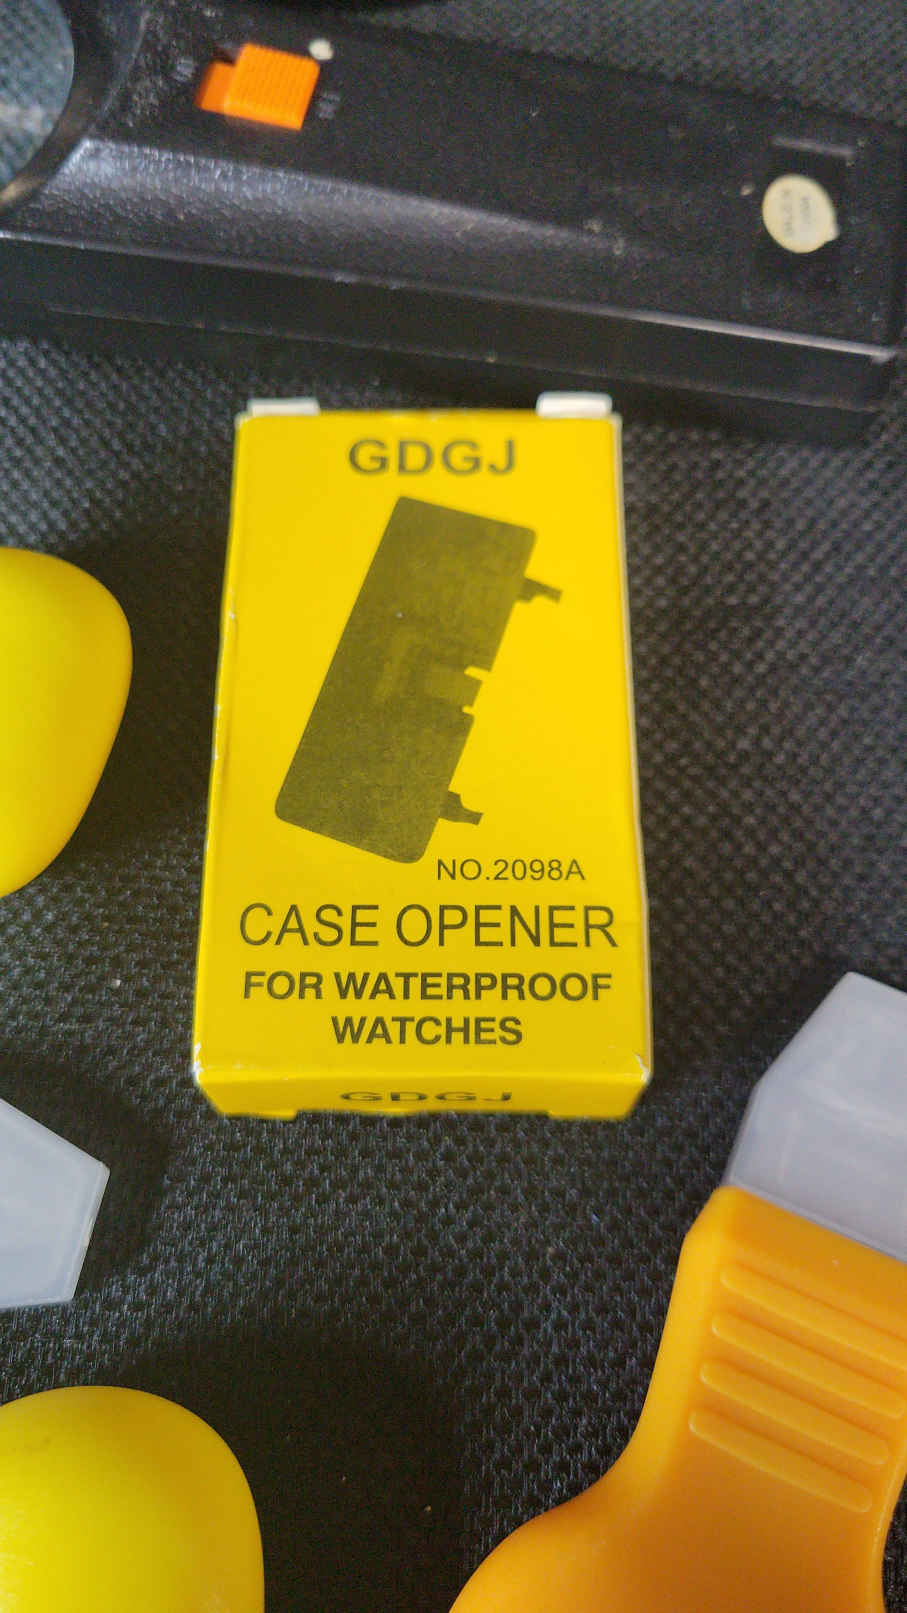 GDGJ
NO.2098A
CASE OPENER
FOR WATERPROOF
WATCHES
GDGJ